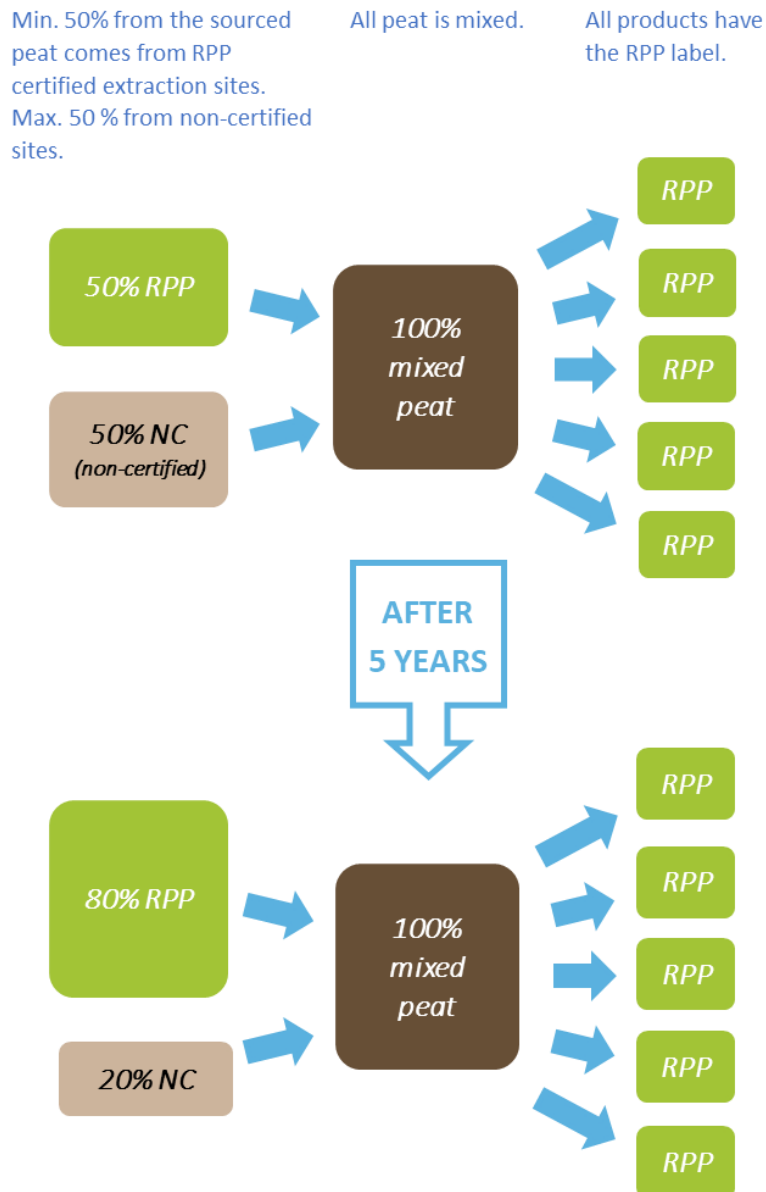 Min. 50% from the sourced
peat comes from RPP
certified extraction sites.
Max. 50 % from non-certified
sites.
All peat is mixed.
All products have
the RPP label.
50% RPP
50% NC
(non-certified)
100%
mixed
peat
RPP
RPP
RPP
RPP
RPP
AFTER
5 YEARS
80% RPP
20% NC
100%
mixed
peat
RPP
RPP
RPP
RPP
RPP